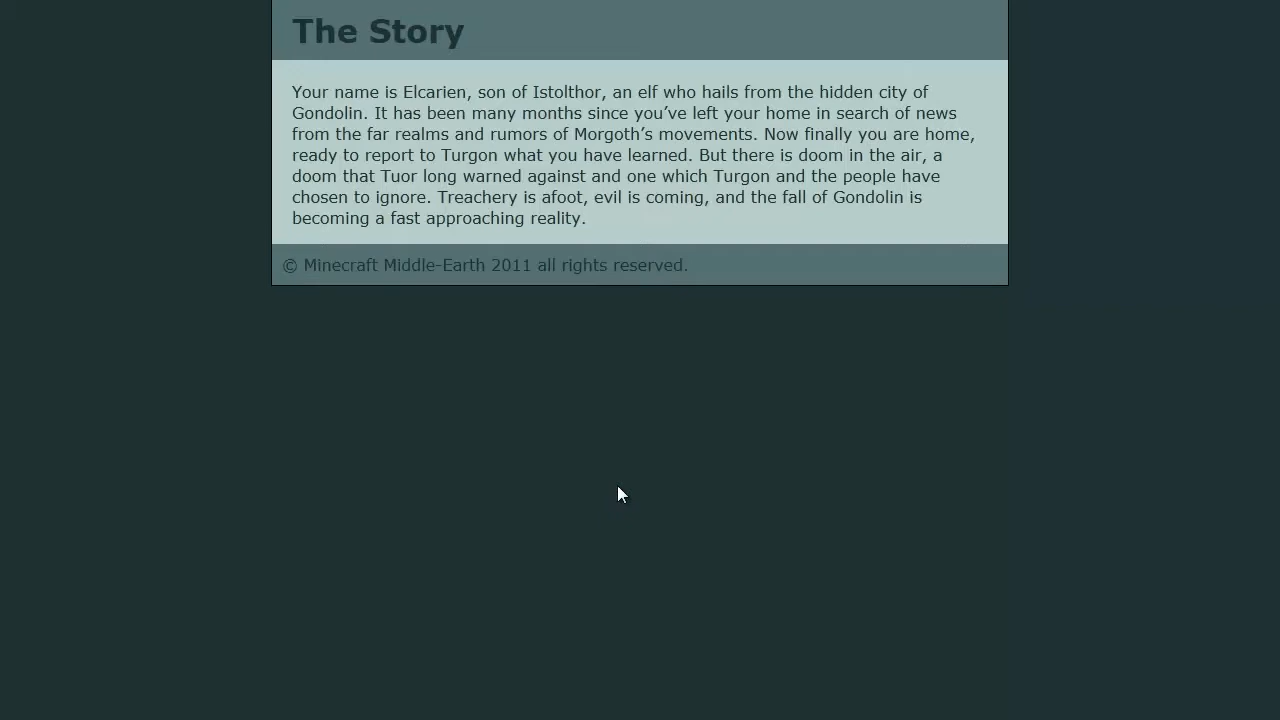 The Story
Your name is Elcarien, son of Istolthor, an elf who hails from the hidden city of
Gondolin. It has been many months since you’ve left your home in search of news
from the far realms and rumors of Morgoth’s movements. Now finally you are home,
ready to report to Turgon what you have learned. But there is doom in the air, a
doom that Tuor long warned against and one which Turgon and the people have
chosen to ignore. Treachery is afoot, evil is coming, and the fall of Gondolin is
becoming a fast approaching reality.
© Minecraft Middle-Earth 2011 all rights reserved.